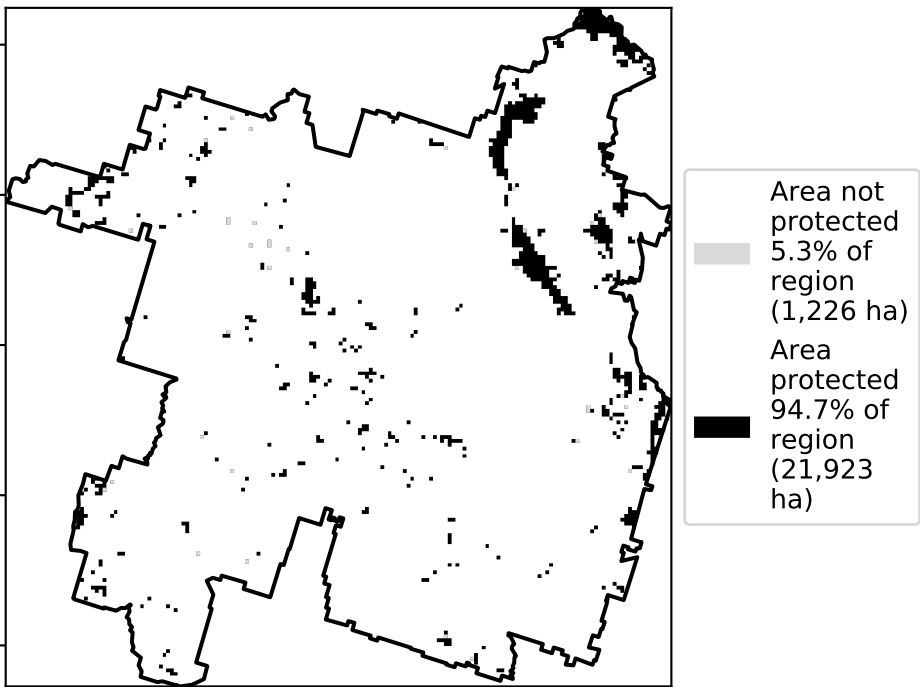 Area not
protected
5.3% of
region
(1,226 ha)
Area
protected
94.7% of
region
(21,923
ha)